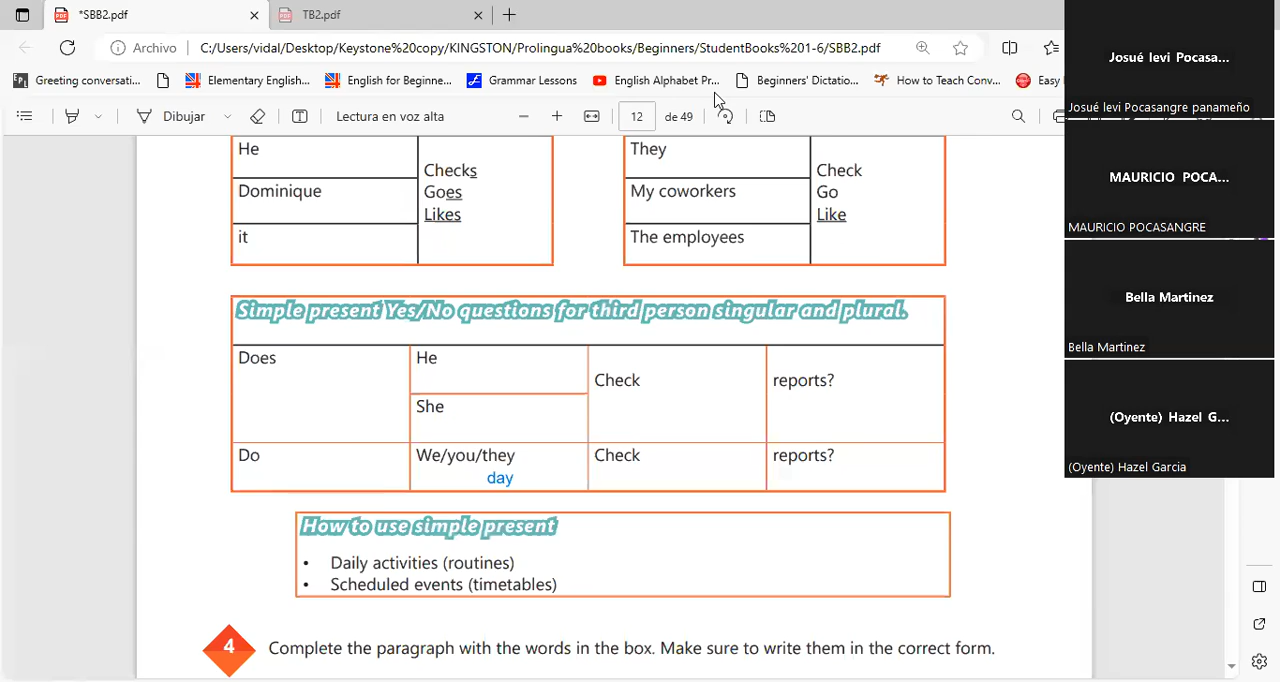 *SBB2.pdf
TB2.pdf
Archivo
C:/Users/vidal/Desktop/Keystone%20copy/KINGSTON/Prolingua%20books/Beginners/StudentBooks%201-6/SBB2.pdf
Greeting conversati...
Elementary English...
English for Beginne...
Grammar Lessons
English Alphabet Pr...
Beginners' Dictatio...
How to Teach Conv...
Easy
Dibujar
Lectura en voz alta
12 de 49
He
Dominique
it
Checks
Goes
Likes
They
My coworkers
The employees
Check
Go
Like
Simple present Yes/No questions for third person singular and plural.
Does
He
She
Check
reports?
Do
We/you/they
day
Check
reports?
How to use simple present
• Daily activities (routines)
• Scheduled events (timetables)
4
Complete the paragraph with the words in the box. Make sure to write them in the correct form.
Josué levi Pocasa...
Josué levi Pocasangre panameño
MAURICIO POCA...
MAURICIO POCASANGRE
Bella Martinez
Bella Martinez
(Oyente) Hazel G...
(Oyente) Hazel Garcia